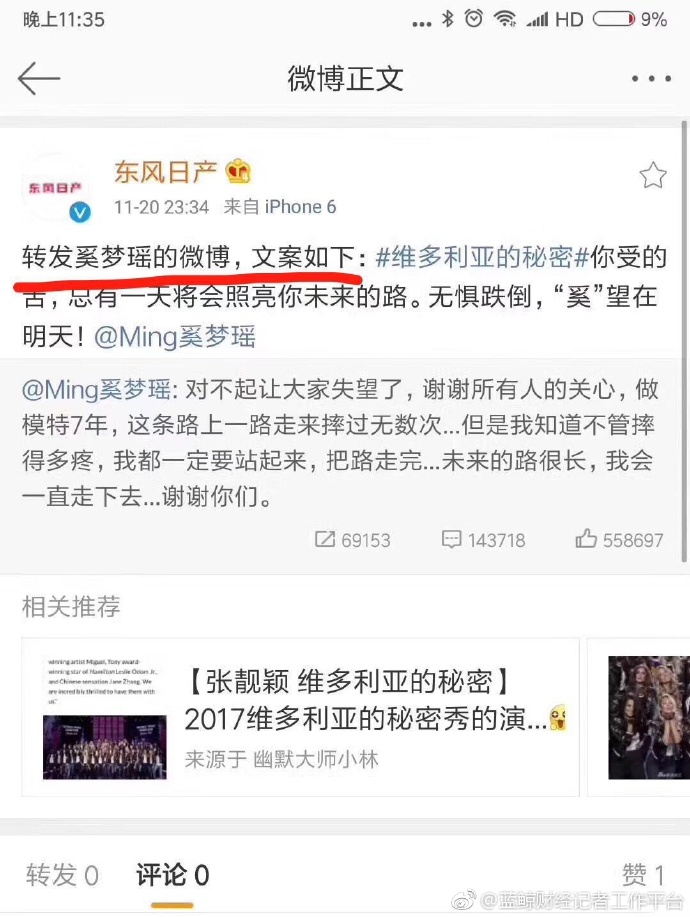 晚上11:35
HD
9%
微博正文
东风日产
东风日产
11-20 23:34 来自 iPhone 6
转发奚梦瑶的微博，文案如下：#维多利亚的秘密#你受的
苦，总有一天将会照亮你未来的路。无惧跌倒，“奚”望在
明天！@Ming奚梦瑶
@Ming奚梦瑶: 对不起让大家失望了，谢谢所有人的关心，做
模特7年，这条路上一路走来摔过无数次...但是我知道不管摔
得多疼，我都一定要站起来，把路走完...未来的路很长，我会
一直走下去...谢谢你们。
69153
143718
558697
相关推荐
winning artist Miguel, Tony award-
winning star of Hamilton Leslie Odom Jr.,
and Chinese sensation Jane Zhang. We
are incredibly thrilled to have them with
us."
【张靓颖 维多利亚的秘密】
2017维多利亚的秘密秀的演...
来源于 幽默大师小林
转发 0
评论 0
赞 1
@蓝鲸财经记者工作平台